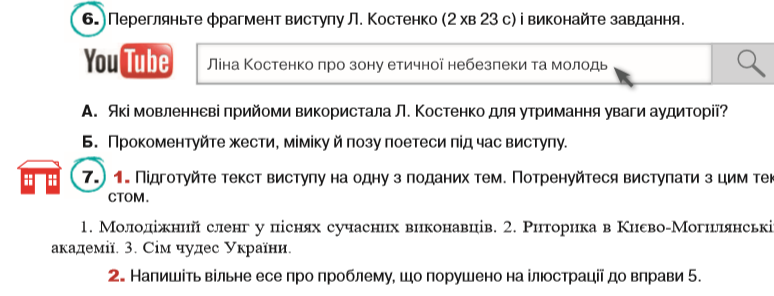 6. Перегляньте фрагмент виступу Л. Костенко (2 хв 23 с) і виконайте завдання.
YouTube
Ліна Костенко про зону етичної небезпеки та молодь
А. Які мовленнєві прийоми використала Л. Костенко для утримання уваги аудиторії?
Б. Прокоментуйте жести, міміку й позу поетеси під час виступу.
7. 1. Підготуйте текст виступу на одну з поданих тем. Потренуйтеся виступати з цим тек
стом.
1. Молодіжний сленг у піснях сучасних виконавців. 2. Риторика в Києво-Могилянські
академії. 3. Сім чудес України.
2. Напишіть вільне есе про проблему, що порушено на ілюстрації до вправи 5.